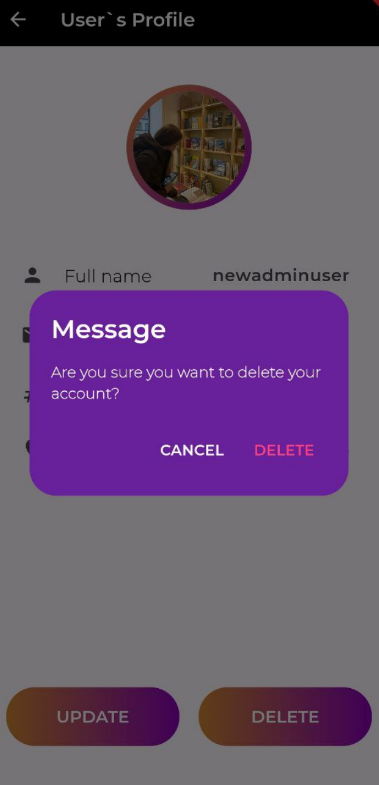 User`s Profile
Full name newadminuser
Message
Are you sure you want to delete your
account?
CANCEL DELETE
UPDATE DELETE